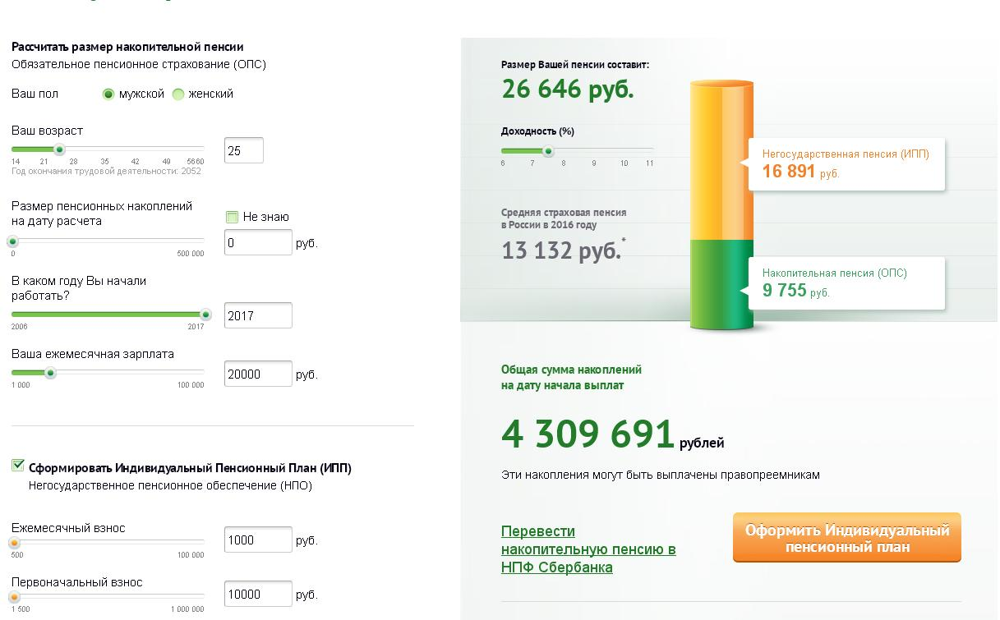 Рассчитать размер накопительной пенсии
Обязательное пенсионное страхование (ОПС)
Ваш пол
мужской
женский
Ваш возраст
25
14 21 28 35 42 49 56 60
Год окончания трудовой деятельности: 2052
Размер пенсионных накоплений
на дату расчета
Не знаю
0 руб.
0 500 000
В каком году Вы начали
работать?
2017
2006 2017
Ваша ежемесячная зарплата
20000 руб.
1 000 100 000
Сформировать Индивидуальный Пенсионный План (ИПП)
Негосударственное пенсионное обеспечение (НПО)
Ежемесячный взнос
1000 руб.
500 100 000
Первоначальный взнос
10000 руб.
1 500 1 000 000
Размер Вашей пенсии составит:
26 646 руб.
Доходность (%)
6 7 8 9 10 11
Средняя страховая пенсия
в России в 2016 году
13 132 руб.*
Негосударственная пенсия (ИПП)
16 891 руб.
Накопительная пенсия (ОПС)
9 755 руб.
Общая сумма накоплений
на дату начала выплат
4 309 691 рублей
Эти накопления могут быть выплачены правопреемникам
Перевести
накопительную пенсию в
НПФ Сбербанка
Оформить Индивидуальный
пенсионный план